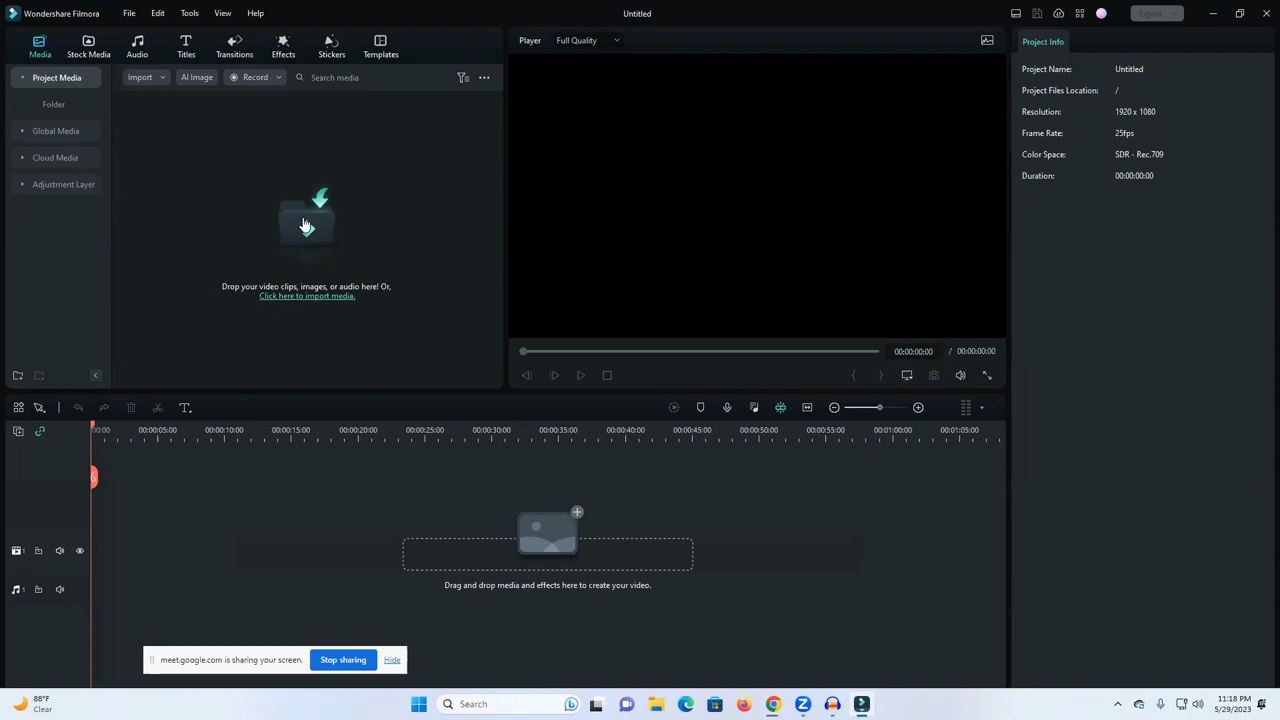 Wondershare Filmora File Edit Tools View Help Untitled Export
Media Stock Media Audio Titles Transitions Effects Stickers Templates
Player Full Quality
Project Info
Project Media
Folder
Global Media
Cloud Media
Adjustment Layer
Import AI Image Record Search media
Drop your video clips, images, or audio here! Or,
Click here to import media.
00:00:00:00 / 00:00:00:00
Project Name: Untitled
Project Files Location: /
Resolution: 1920 x 1080
Frame Rate: 25fps
Color Space: SDR - Rec.709
Duration: 00:00:00:00
00:00 00:00:05:00 00:00:10:00 00:00:15:00 00:00:20:00 00:00:25:00 00:00:30:00 00:00:35:00 00:00:40:00 00:00:45:00 00:00:50:00 00:00:55:00 00:01:00:00 00:01:05:00
1
1
Drag and drop media and effects here to create your video.
meet.google.com is sharing your screen. Stop sharing Hide
88°F
Clear
Search
11:18 PM
5/29/2023